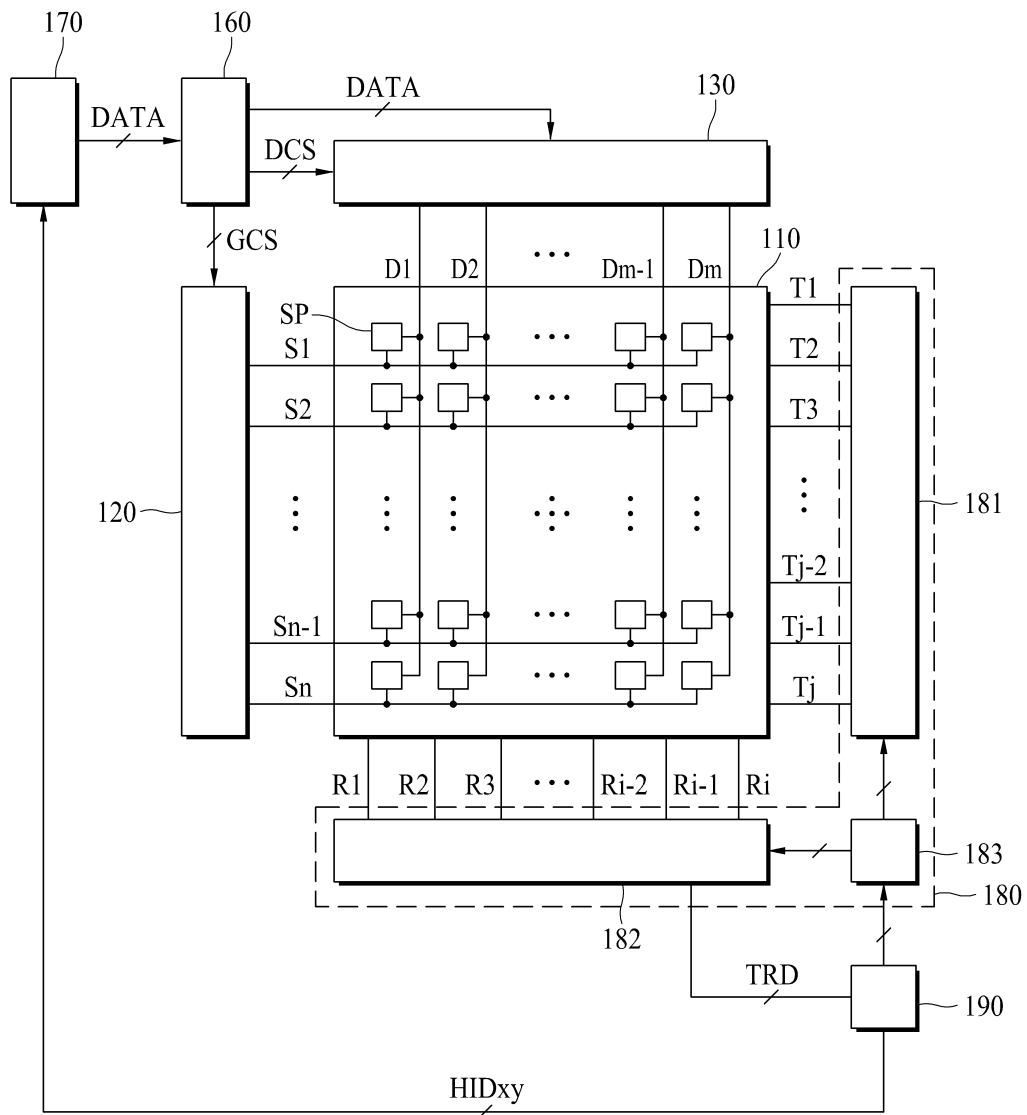 170
160
DATA
DATA
130
DCS
GCS
110
D1
D2
Dm-1
Dm
T1
SP
S1
T2
S2
T3
120
181
Tj-2
Sn-1
Tj-1
Sn
Tj
R1
R2
R3
Ri-2
Ri-1
Ri
183
180
182
TRD
190
HIDxy